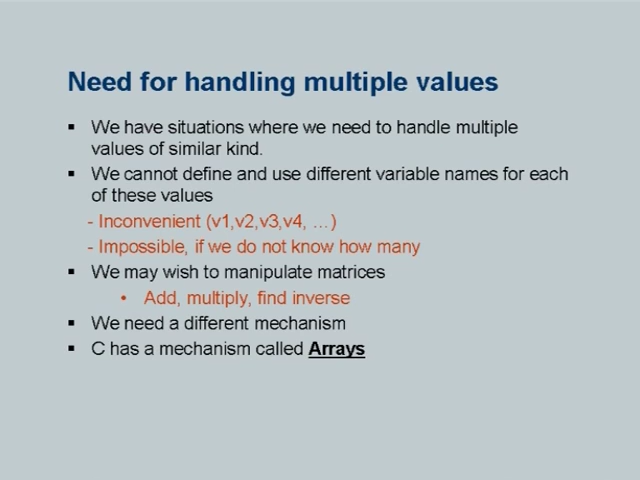 Need for handling multiple values
▪ We have situations where we need to handle multiple
values of similar kind.
▪ We cannot define and use different variable names for each
of these values
- Inconvenient (v1,v2,v3,v4, …)
- Impossible, if we do not know how many
▪ We may wish to manipulate matrices
• Add, multiply, find inverse
▪ We need a different mechanism
▪ C has a mechanism called Arrays